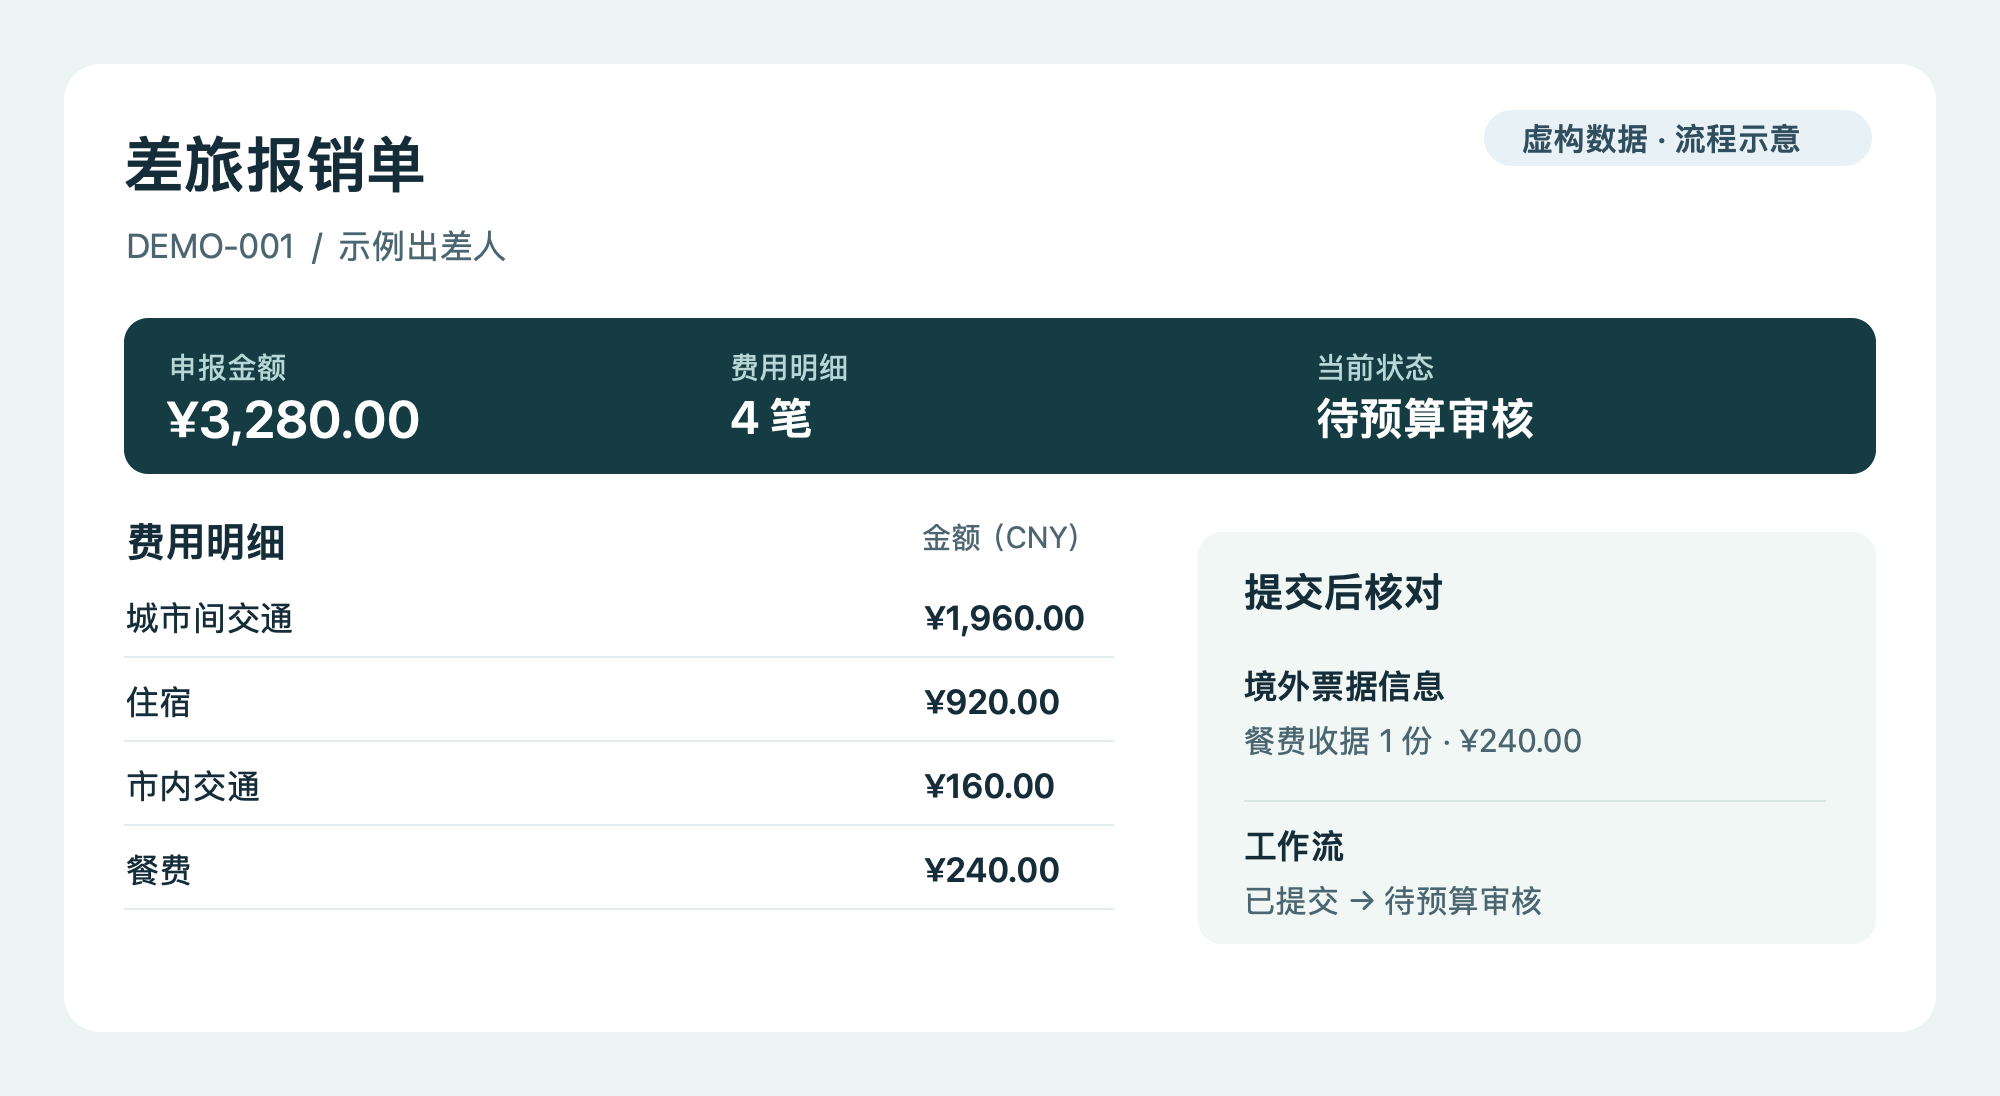 差旅报销单
虚构数据 · 流程示意
DEMO-001 / 示例出差人
申报金额
¥3,280.00
费用明细
4 笔
当前状态
待预算审核
费用明细
金额（CNY）
城市间交通 ¥1,960.00
住宿 ¥920.00
市内交通 ¥160.00
餐费 ¥240.00
提交后核对
境外票据信息
餐费收据 1 份 · ¥240.00
工作流
已提交 → 待预算审核